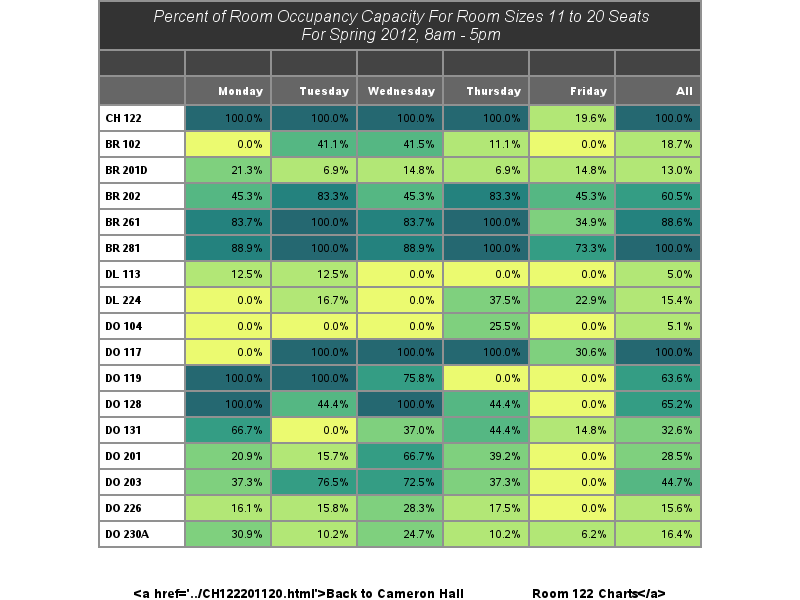 Percent of Room Occupancy Capacity For Room Sizes 11 to 20 Seats
For Spring 2012, 8am - 5pm
Monday Tuesday Wednesday Thursday Friday All
CH 122 100.0% 100.0% 100.0% 100.0% 19.6% 100.0%
BR 102 0.0% 41.1% 41.5% 11.1% 0.0% 18.7%
BR 201D 21.3% 6.9% 14.8% 6.9% 14.8% 13.0%
BR 202 45.3% 83.3% 45.3% 83.3% 45.3% 60.5%
BR 261 83.7% 100.0% 83.7% 100.0% 34.9% 88.6%
BR 281 88.9% 100.0% 88.9% 100.0% 73.3% 100.0%
DL 113 12.5% 12.5% 0.0% 0.0% 0.0% 5.0%
DL 224 0.0% 16.7% 0.0% 37.5% 22.9% 15.4%
DO 104 0.0% 0.0% 0.0% 25.5% 0.0% 5.1%
DO 117 0.0% 100.0% 100.0% 100.0% 30.6% 100.0%
DO 119 100.0% 100.0% 75.8% 0.0% 0.0% 63.6%
DO 128 100.0% 44.4% 100.0% 44.4% 0.0% 65.2%
DO 131 66.7% 0.0% 37.0% 44.4% 14.8% 32.6%
DO 201 20.9% 15.7% 66.7% 39.2% 0.0% 28.5%
DO 203 37.3% 76.5% 72.5% 37.3% 0.0% 44.7%
DO 226 16.1% 15.8% 28.3% 17.5% 0.0% 15.6%
DO 230A 30.9% 10.2% 24.7% 10.2% 6.2% 16.4%
<a href='../CH122201120.html'>Back to Cameron Hall Room 122 Charts</a>